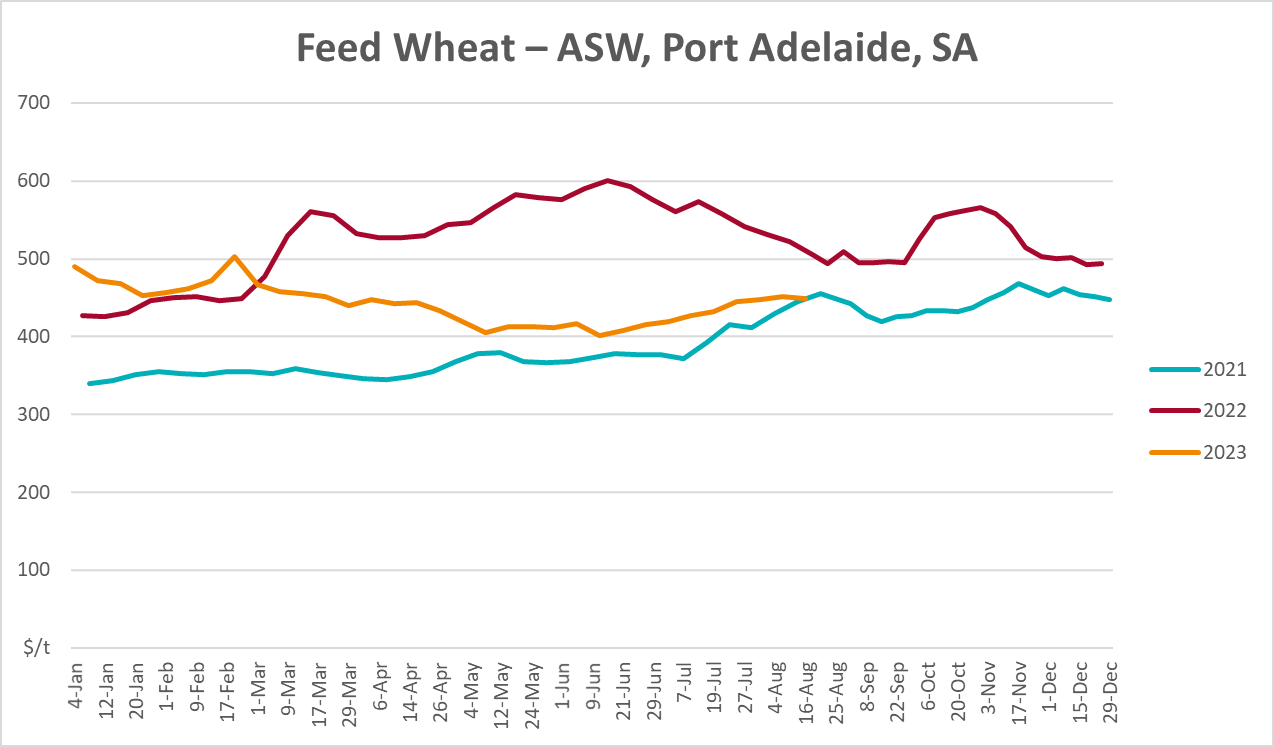 Feed Wheat – ASW, Port Adelaide, SA
700
600
500
400
300
200
100
$/t
4-Jan
12-Jan
20-Jan
1-Feb
9-Feb
17-Feb
1-Mar
9-Mar
17-Mar
29-Mar
6-Apr
14-Apr
26-Apr
4-May
12-May
24-May
1-Jun
9-Jun
21-Jun
29-Jun
7-Jul
19-Jul
27-Jul
4-Aug
16-Aug
25-Aug
8-Sep
22-Sep
6-Oct
20-Oct
3-Nov
17-Nov
1-Dec
15-Dec
29-Dec
2021
2022
2023